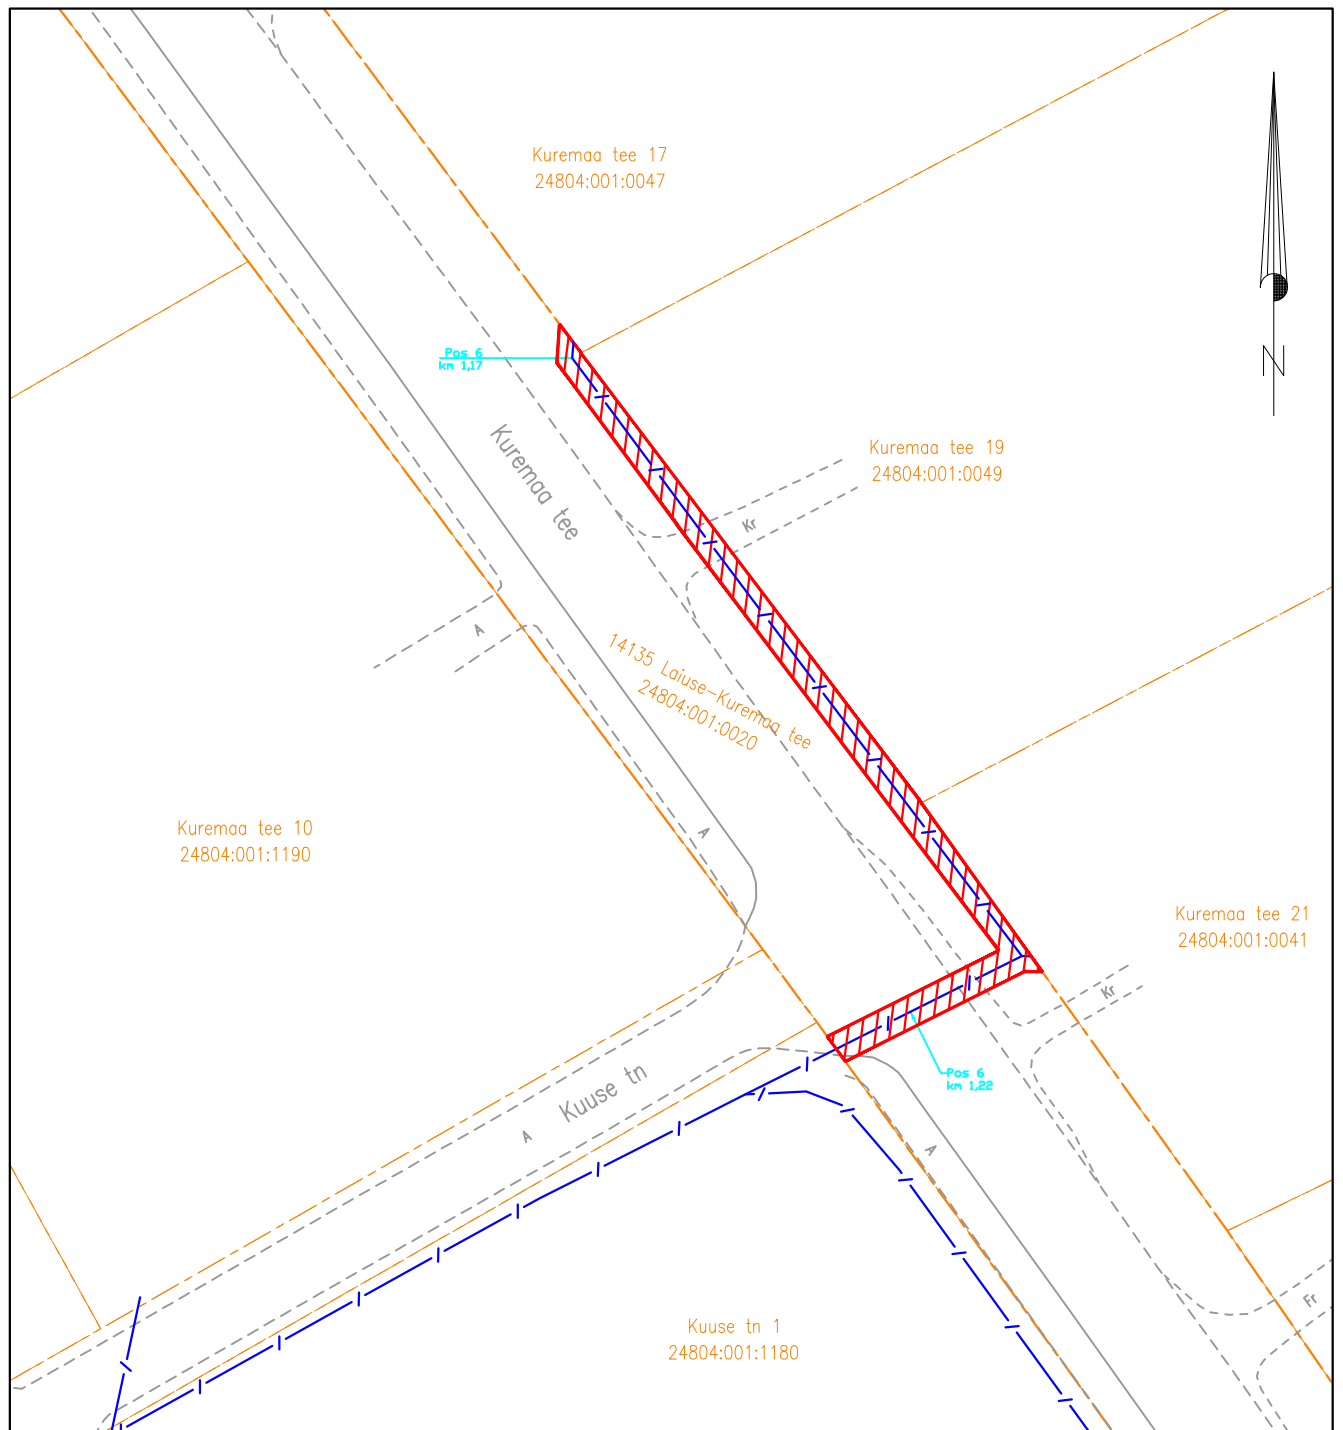 Kuremaa tee 17
24804:001:0047
N
Pos 6
km 1,17
Kuremaa tee
Kuremaa tee 19
24804:001:0049
Kr
A
14135 Laiuse-Kuremaa tee
24804:001:0020
Kuremaa tee 10
24804:001:1190
A
Kuremaa tee 21
24804:001:0041
Kr
Pos 6
km 1,22
Kuuse tn
A
A
Kuuse tn 1
24804:001:1180
Fr